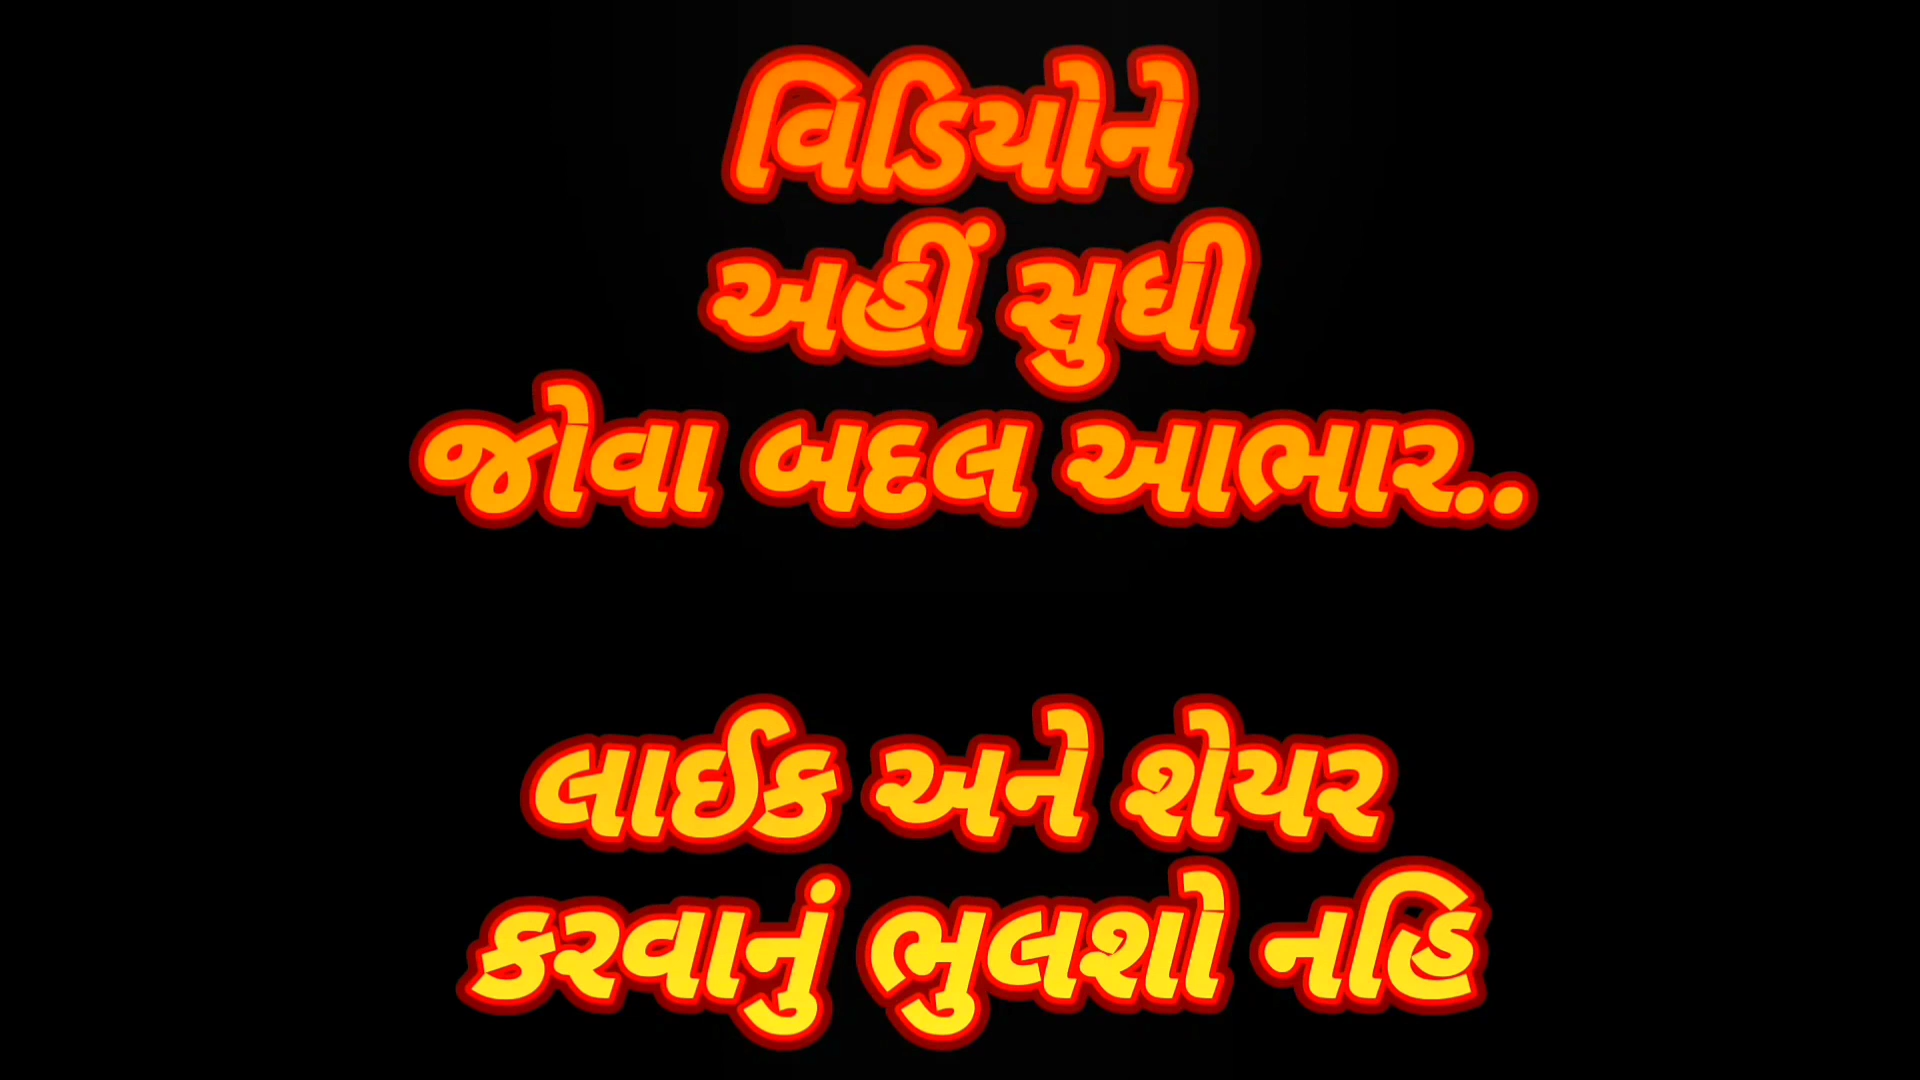 વિડિયોને
અહીં સુધી
જોવા બદલ આભાર..
લાઈક અને શેયર
કરવાનું ભુલશો નહિ